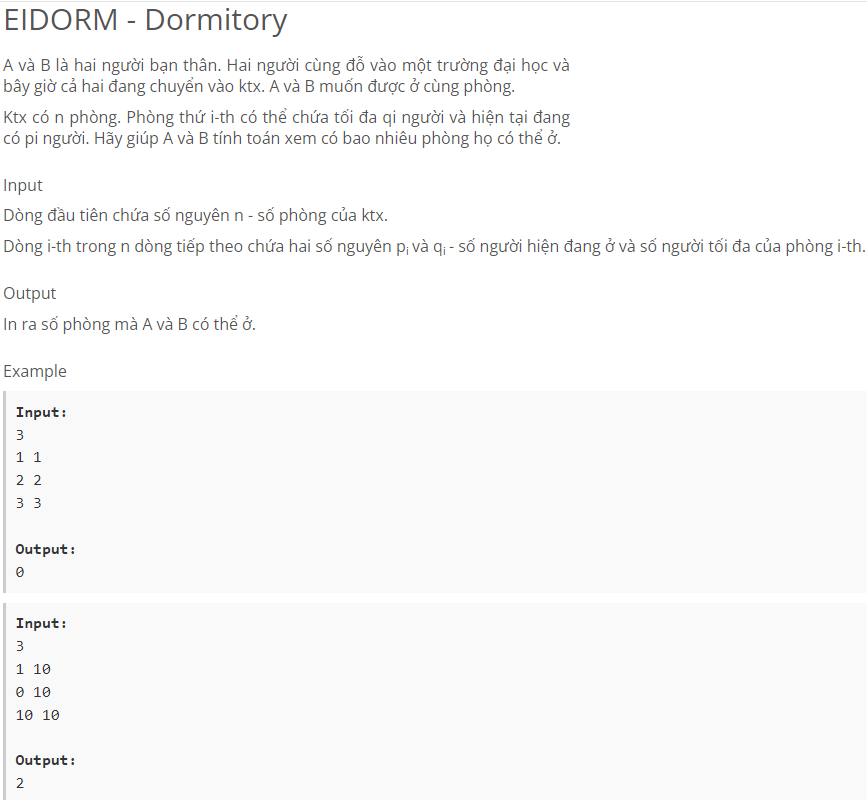 EIDORM - Dormitory
A và B là hai người bạn thân. Hai người cùng đỗ vào một trường đại học và
bây giờ cả hai đang chuyển vào ktx. A và B muốn được ở cùng phòng.
Ktx có n phòng. Phòng thứ i-th có thể chứa tối đa qi người và hiện tại đang
có pi người. Hãy giúp A và B tính toán xem có bao nhiêu phòng họ có thể ở.
Input
Dòng đầu tiên chứa số nguyên n - số phòng của ktx.
Dòng i-th trong n dòng tiếp theo chứa hai số nguyên pi và qi - số người hiện đang ở và số người tối đa của phòng i-th.
Output
In ra số phòng mà A và B có thể ở.
Example
Input:
3
1 1
2 2
3 3
Output:
0
Input:
3
1 10
0 10
10 10
Output:
2